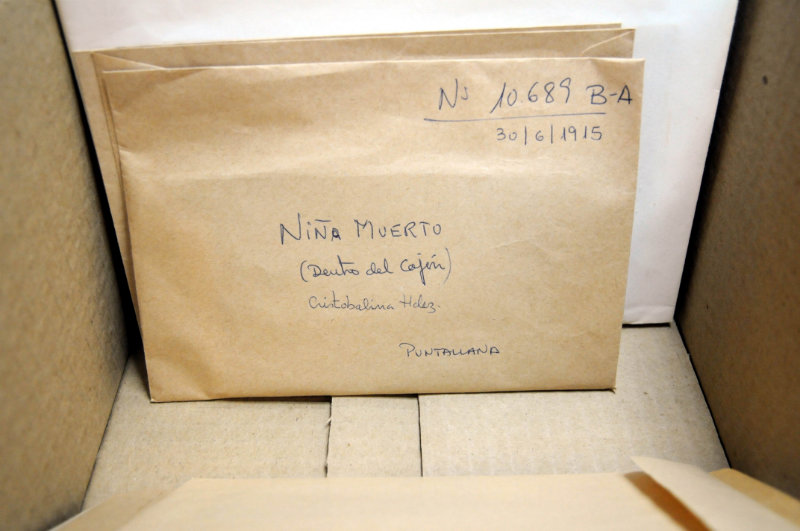 Nº 10.689 B-A
30/6/1915
NIÑA MUERTO
(Dentro del Cajón)
Cristobalina Hdez.
PUNTALLANA